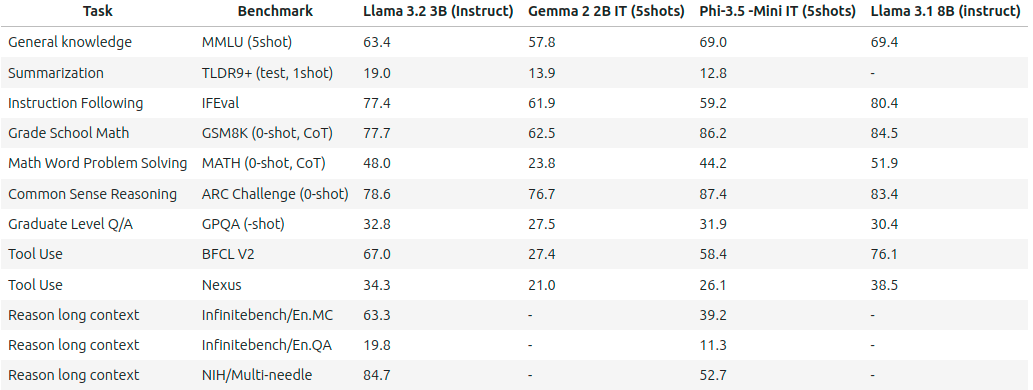 Task Benchmark Llama 3.2 3B (Instruct) Gemma 2 2B IT (5shots) Phi-3.5 -Mini IT (5shots) Llama 3.1 8B (instruct)
General knowledge MMLU (5shot) 63.4 57.8 69.0 69.4
Summarization TLDR9+ (test, 1shot) 19.0 13.9 12.8 -
Instruction Following IFEval 77.4 61.9 59.2 80.4
Grade School Math GSM8K (0-shot, CoT) 77.7 62.5 86.2 84.5
Math Word Problem Solving MATH (0-shot, CoT) 48.0 23.8 44.2 51.9
Common Sense Reasoning ARC Challenge (0-shot) 78.6 76.7 87.4 83.4
Graduate Level Q/A GPQA (-shot) 32.8 27.5 31.9 30.4
Tool Use BFCL V2 67.0 27.4 58.4 76.1
Tool Use Nexus 34.3 21.0 26.1 38.5
Reason long context Infinitebench/En.MC 63.3 - 39.2 -
Reason long context Infinitebench/En.QA 19.8 - 11.3 -
Reason long context NIH/Multi-needle 84.7 - 52.7 -